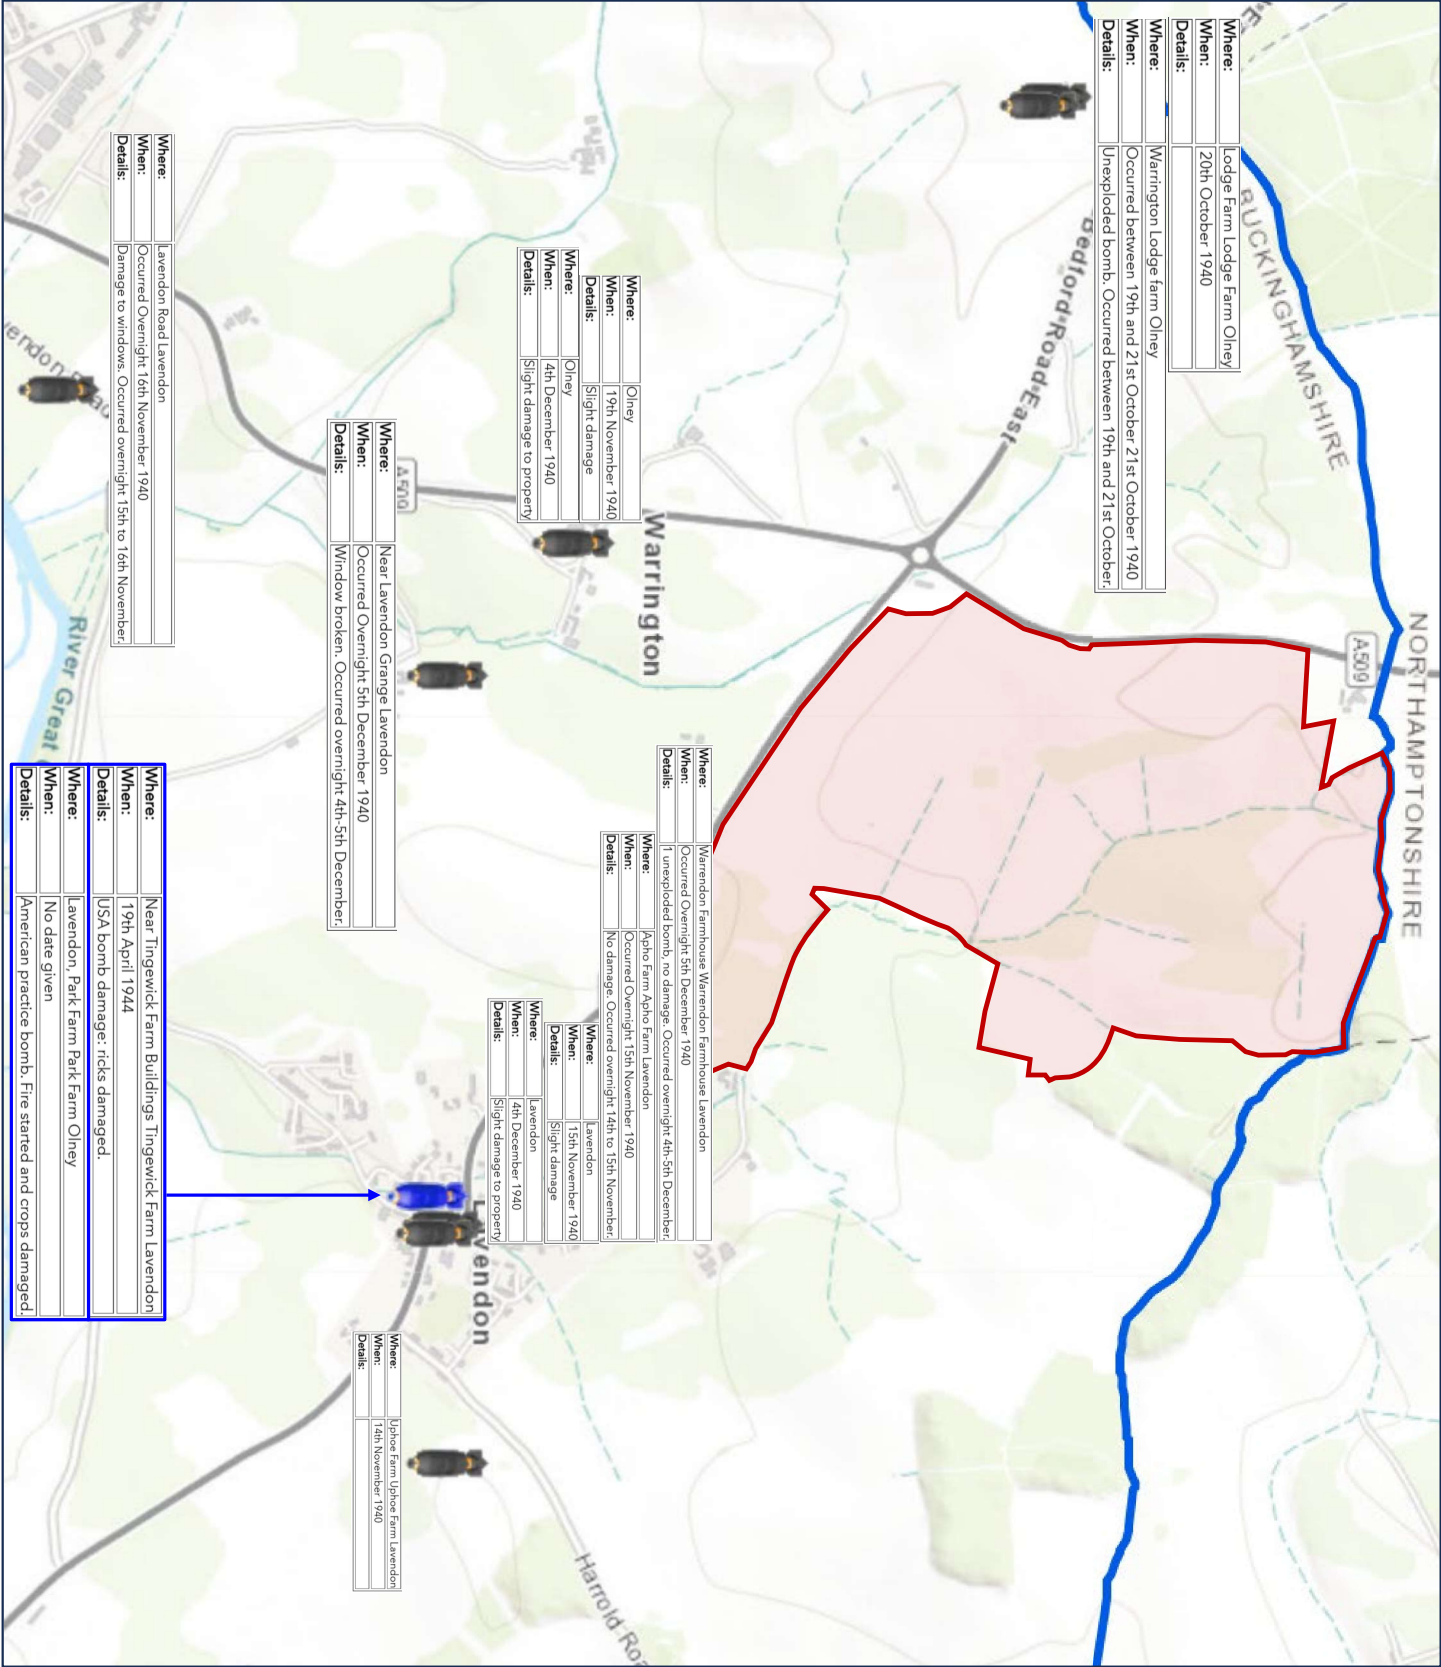 NORTHAMPTONSHIRE
BUCKINGHAMSHIRE
A509
Where: Lodge Farm Lodge Farm Olney
When: 20th October 1940
Details:
Where: Warrington Lodge farm Olney
When: Occurred between 19th and 21st October 21st October 1940
Details: Unexploded bomb. Occurred between 19th and 21st October.
Bedford Road East
Warrington
Where: Olney
When: 19th November 1940
Details: Slight damage
Where: Olney
When: 4th December 1940
Details: Slight damage to property
A509
Where: Warrendon Farmhouse Warrendon Farmhouse Lavendon
When: Occurred Overnight 5th December 1940
Details: 1 unexploded bomb, no damage. Occurred overnight 4th-5th December.
Where: Apho Farm Apho Farm Lavendon
When: Occurred Overnight 15th November 1940
Details: No damage. Occurred overnight 14th to 15th November.
Where: Lavendon
When: 15th November 1940
Details: Slight damage
Where: Lavendon
When: 4th December 1940
Details: Slight damage to property
Lavendon
Harrold Roa
Where: Near Lavendon Grange Lavendon
When: Occurred Overnight 5th December 1940
Details: Window broken. Occurred overnight 4th-5th December.
Where: Uphoe Farm Uphoe Farm Lavendon
When: 14th November 1940
Details:
Where: Lavendon Road Lavendon
When: Occurred Overnight 16th November 1940
Details: Damage to windows. Occurred overnight 15th to 16th November.
River Great
Where: Near Tingewick Farm Buildings Tingewick Farm Lavendon
When: 19th April 1944
Details: USA bomb damage: ricks damaged.
Where: Lavendon, Park Farm Park Farm Olney
When: No date given
Details: American practice bomb. Fire started and crops damaged.